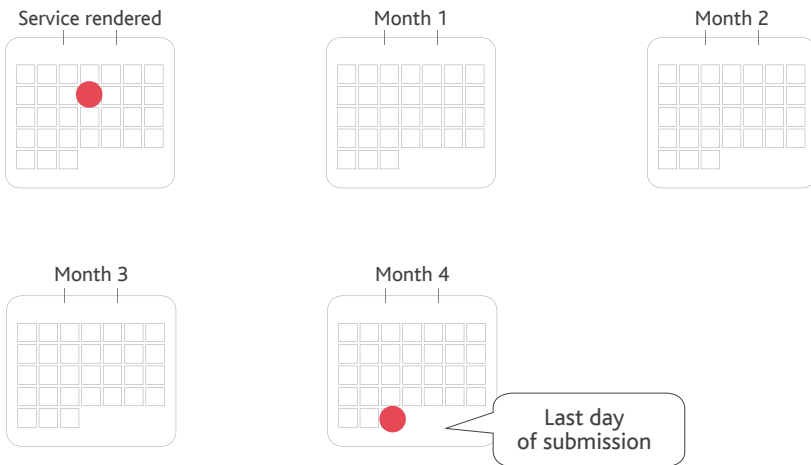 Service rendered
Month 1
Month 2
Month 3
Month 4
Last day
of submission